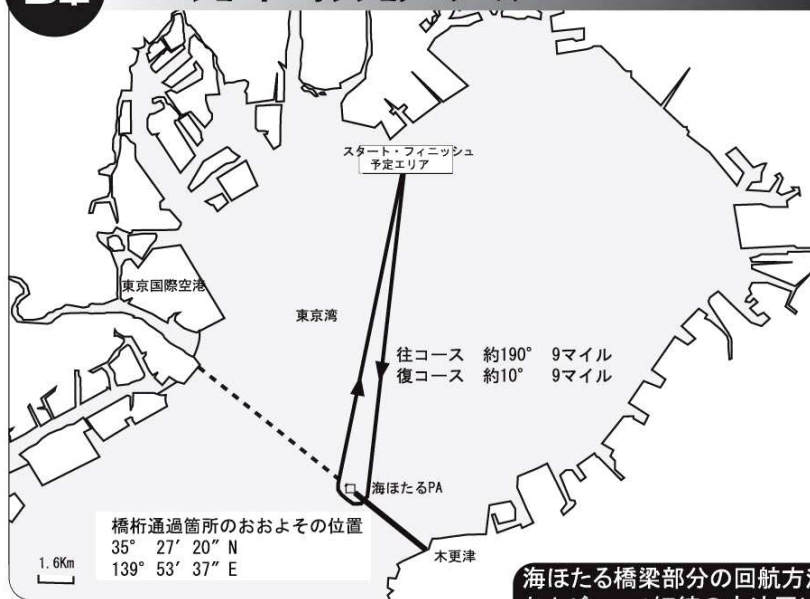 スタート・フィニッシュ
予定エリア
東京国際空港
東京湾
往コース 約190° 9マイル
復コース 約10° 9マイル
海ほたるPA
橋桁通過箇所のおおよその位置
35° 27′ 20″ N
139° 53′ 37″ E
木更津
1.6Km
海ほたる橋梁部分の回航方法